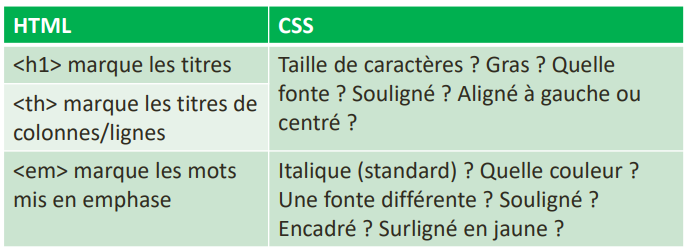 HTML
CSS
<h1> marque les titres
<th> marque les titres de
colonnes/lignes
Taille de caractères ? Gras ? Quelle
fonte ? Souligné ? Aligné à gauche ou
centré ?
<em> marque les mots
mis en emphase
Italique (standard) ? Quelle couleur ?
Une fonte différente ? Souligné ?
Encadré ? Surligné en jaune ?